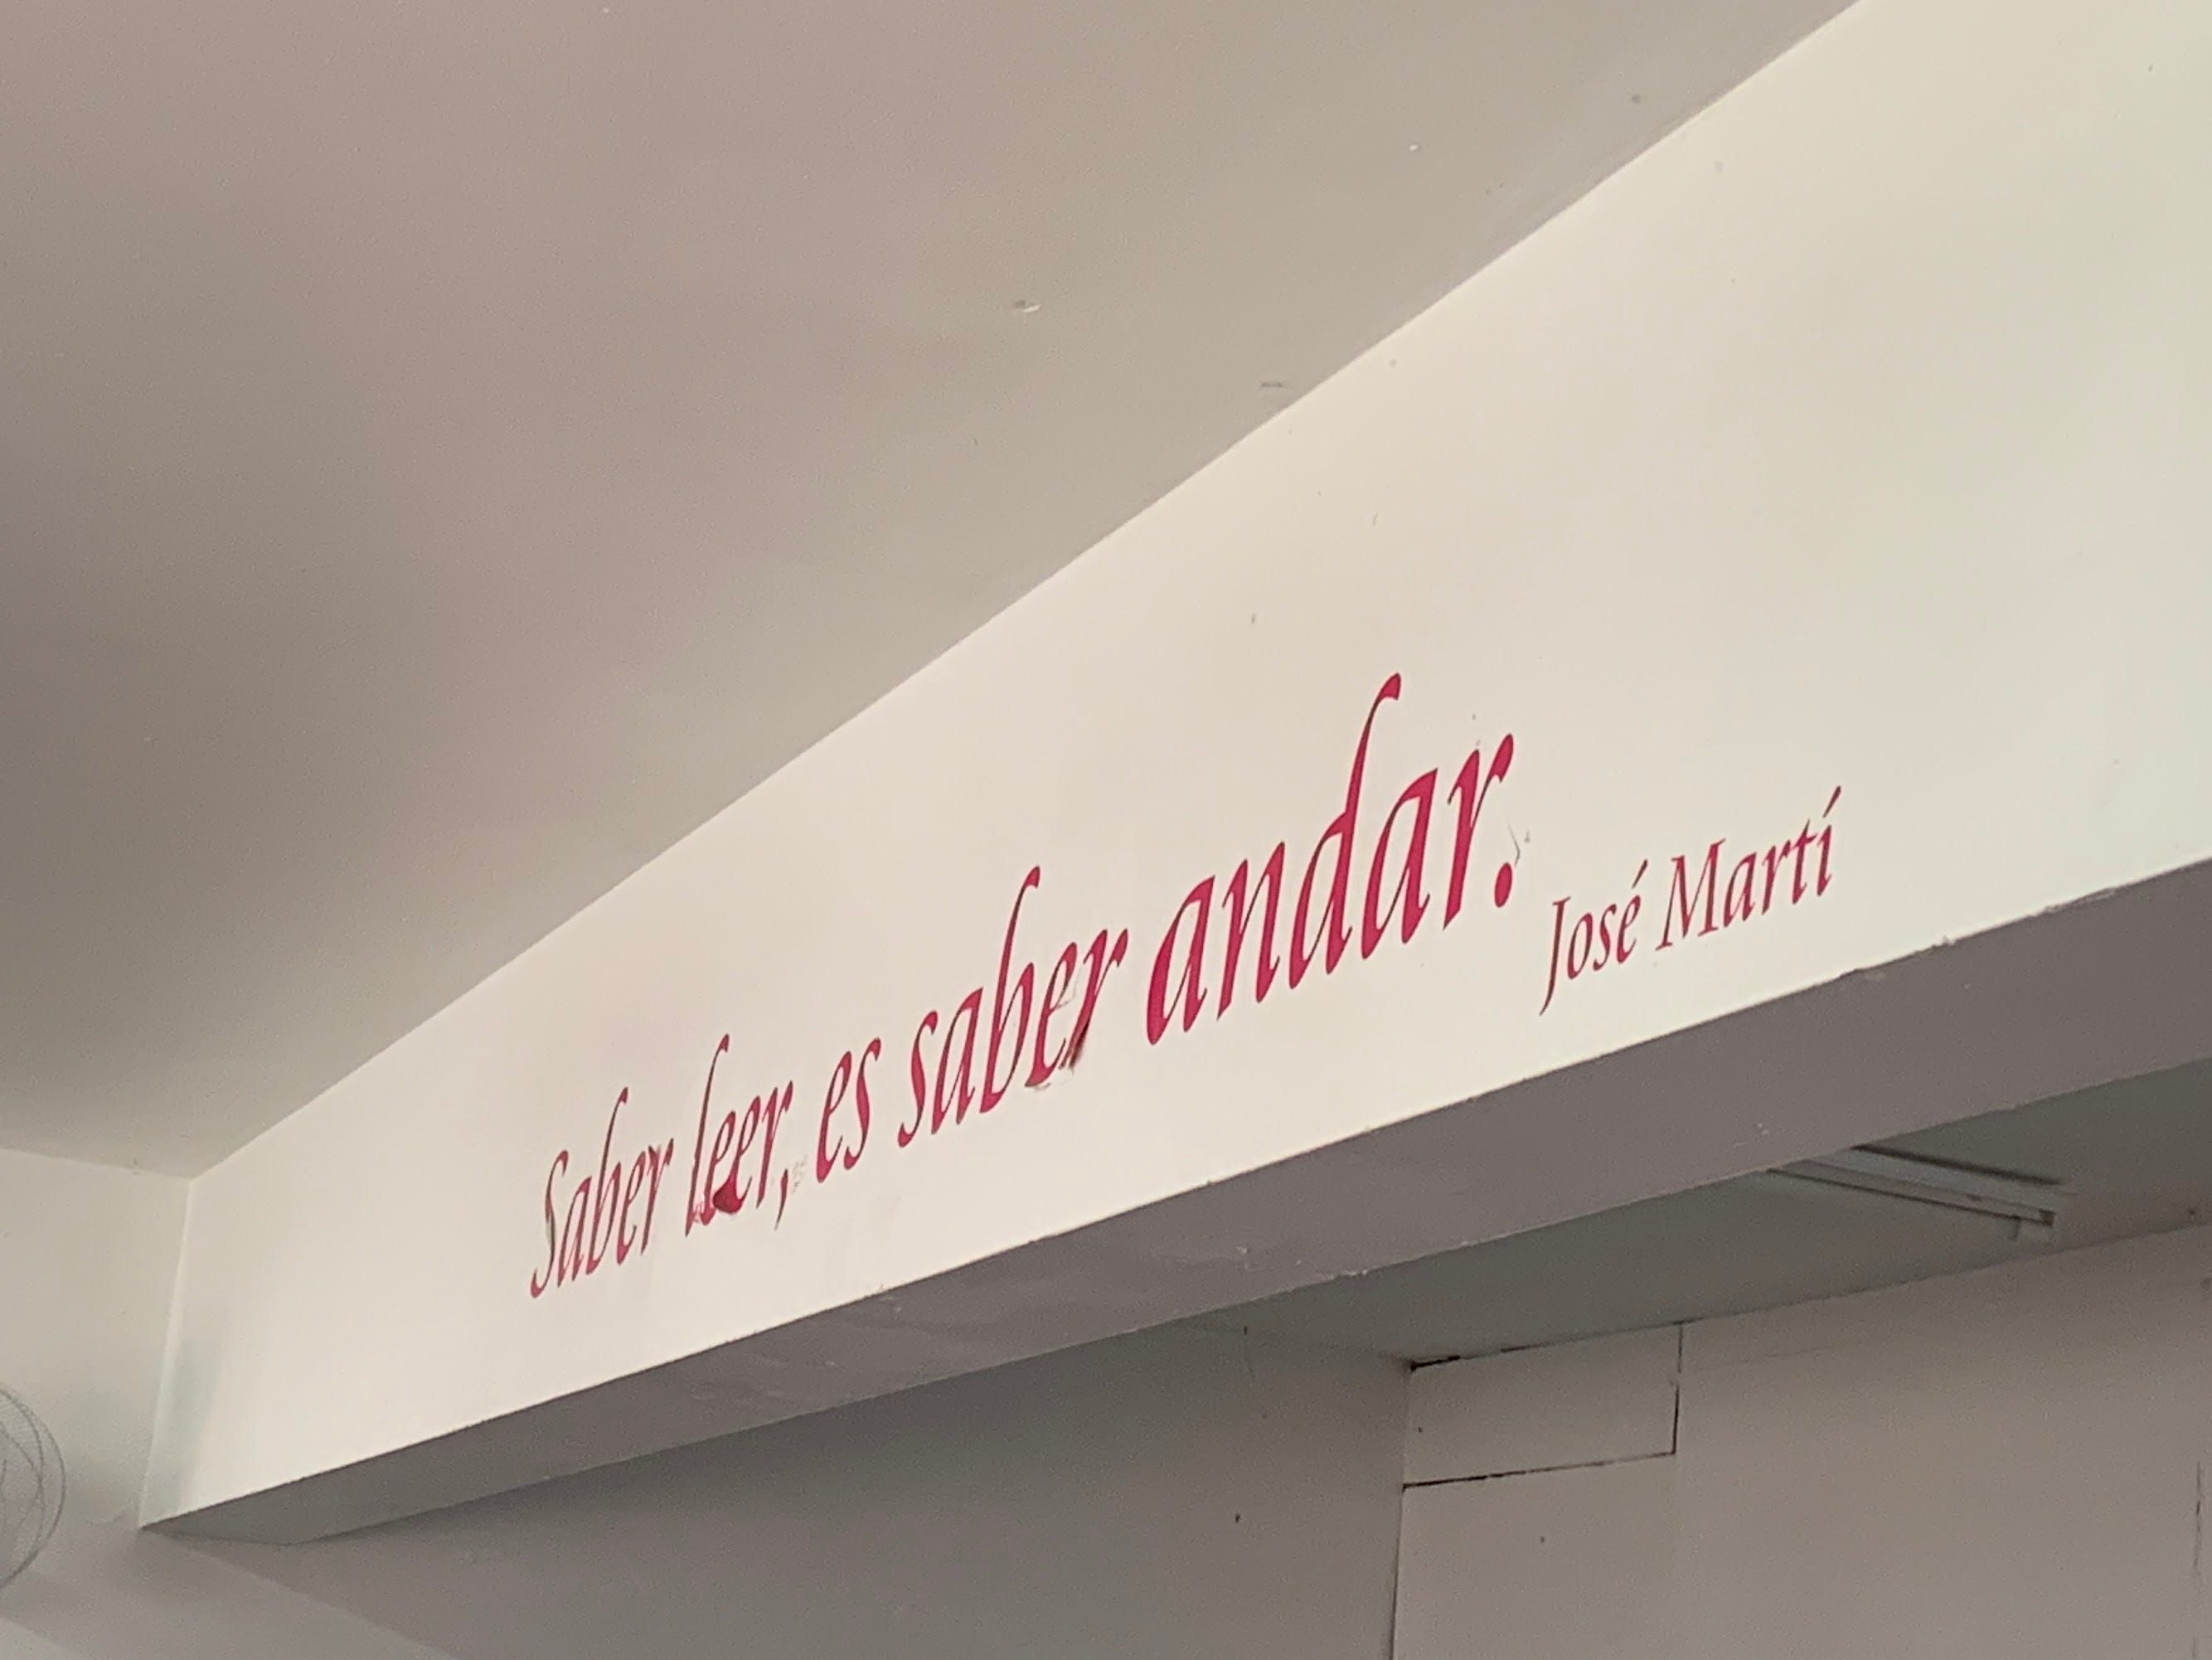 Saber leer, es saber andar.
José Martí